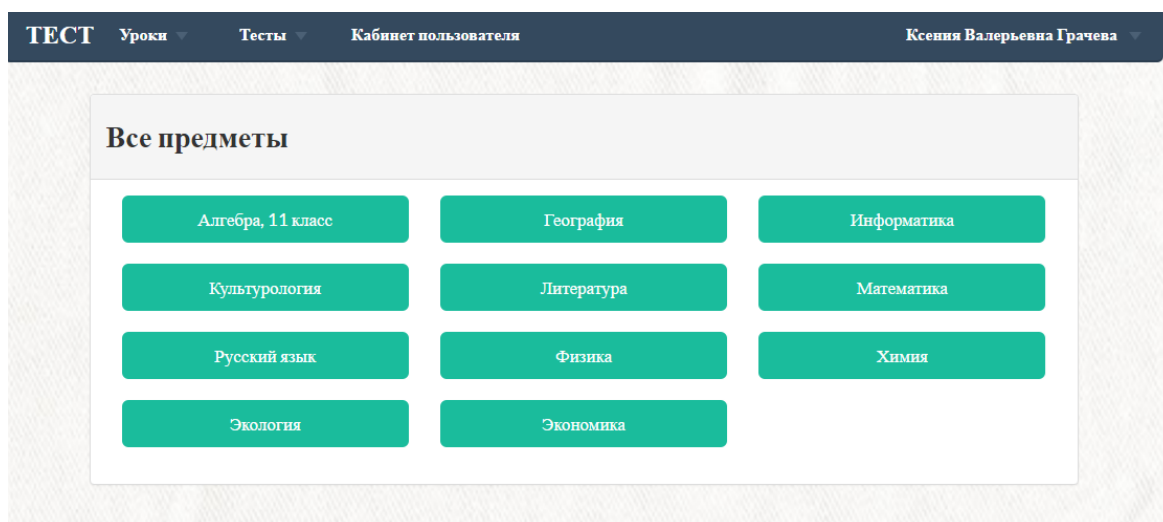 ТЕСТ Уроки Тесты Кабинет пользователя Ксения Валерьевна Грачева
Все предметы
Алгебра, 11 класс География Информатика
Культурология Литература Математика
Русский язык Физика Химия
Экология Экономика